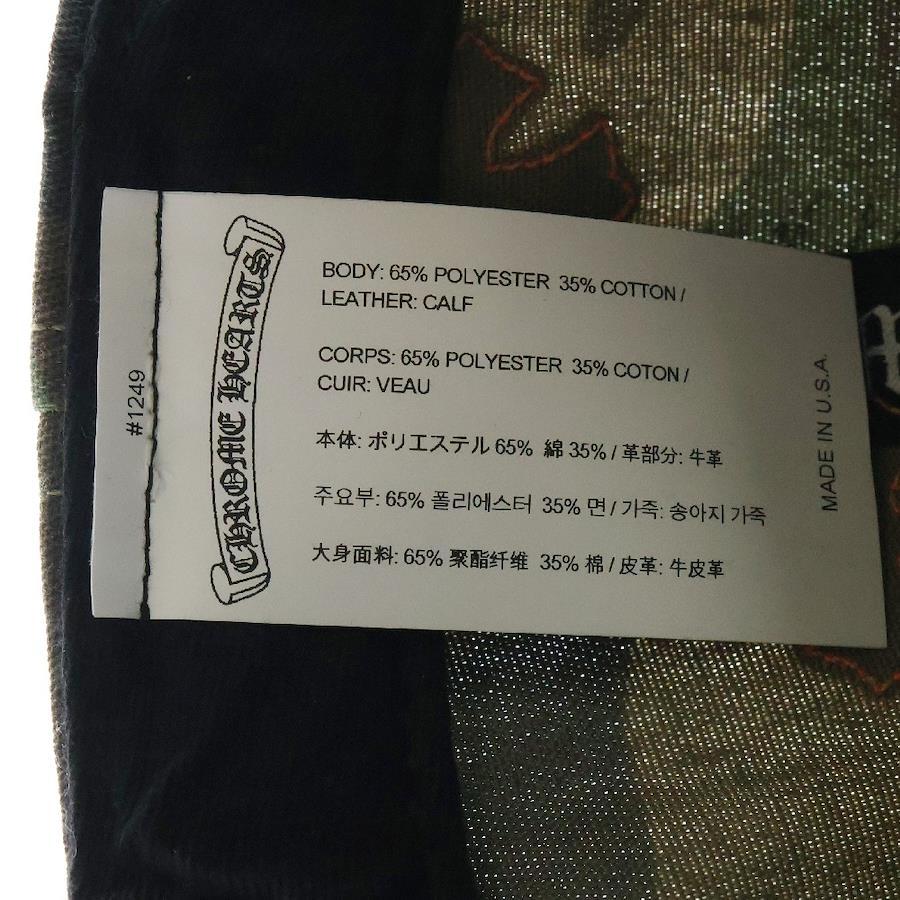 #1249
CHROME HEARTS
BODY: 65% POLYESTER 35% COTTON /
LEATHER: CALF
CORPS: 65% POLYESTER 35% COTON /
CUIR: VEAU
本体: ポリエステル 65% 綿 35% / 革部分: 牛革
주요부: 65% 폴리에스터 35% 면 / 가죽: 송아지 가죽
大身面料: 65% 聚酯纤维 35% 棉 / 皮革: 牛皮革
MADE IN U.S.A.